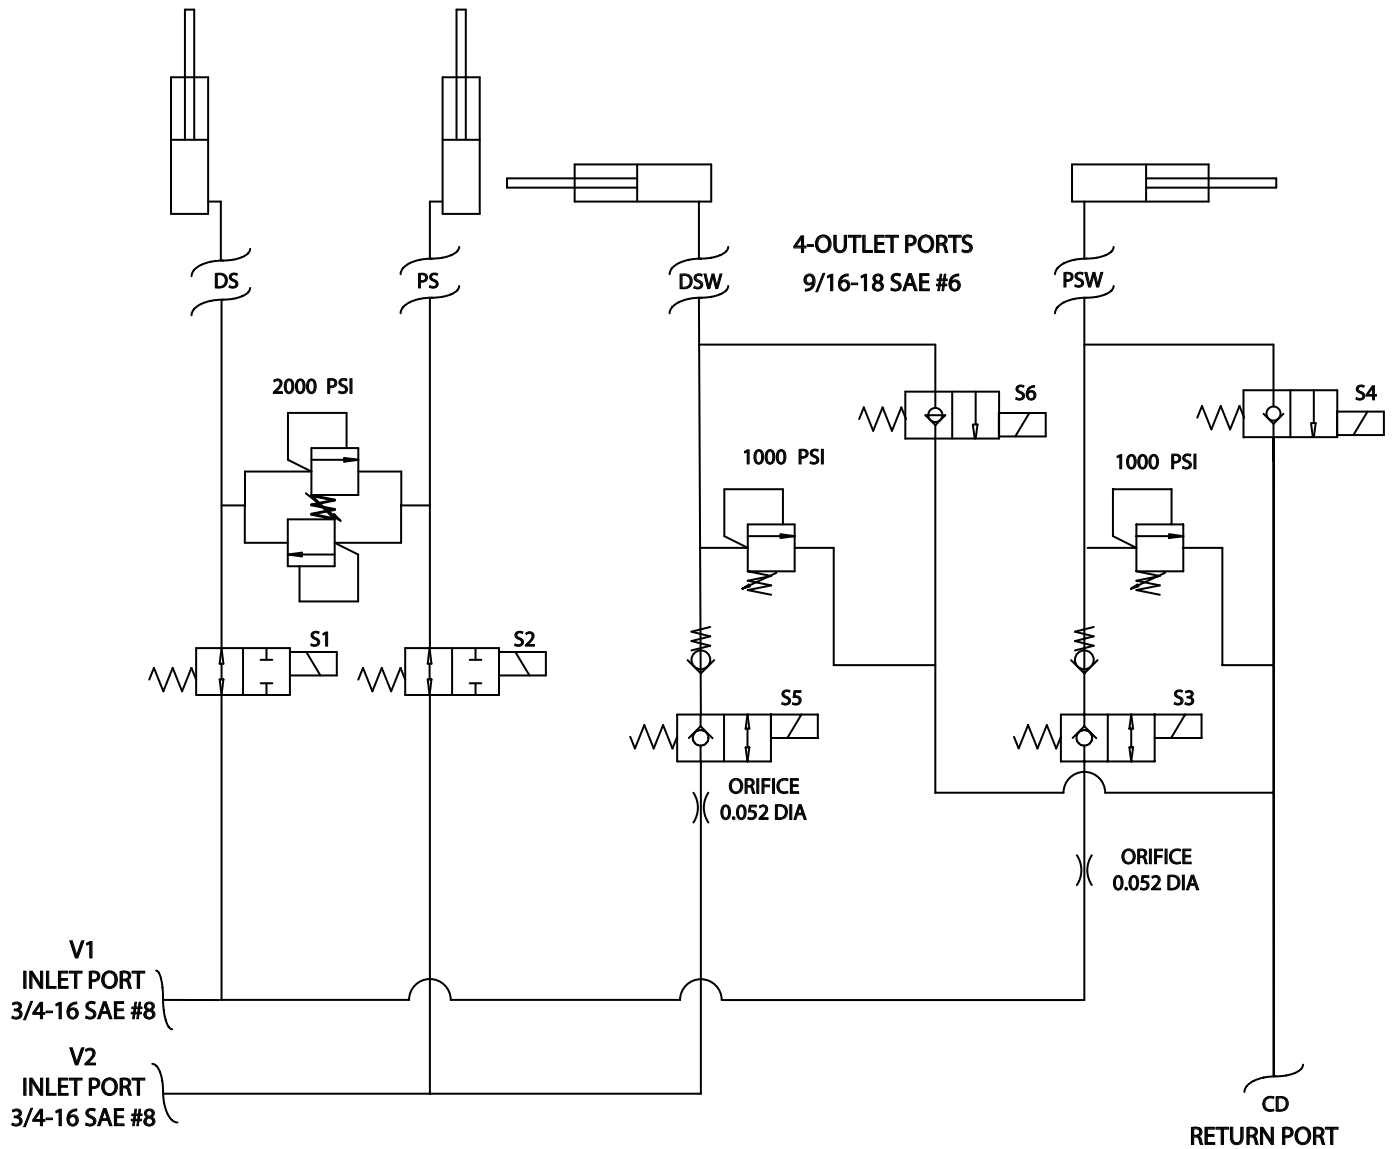 4-OUTLET PORTS
9/16-18 SAE #6
DS
PS
DSW
PSW
2000 PSI
S6
S4
1000 PSI
1000 PSI
S1
S2
S5
S3
ORIFICE
0.052 DIA
ORIFICE
0.052 DIA
V1
INLET PORT
3/4-16 SAE #8
V2
INLET PORT
3/4-16 SAE #8
CD
RETURN PORT